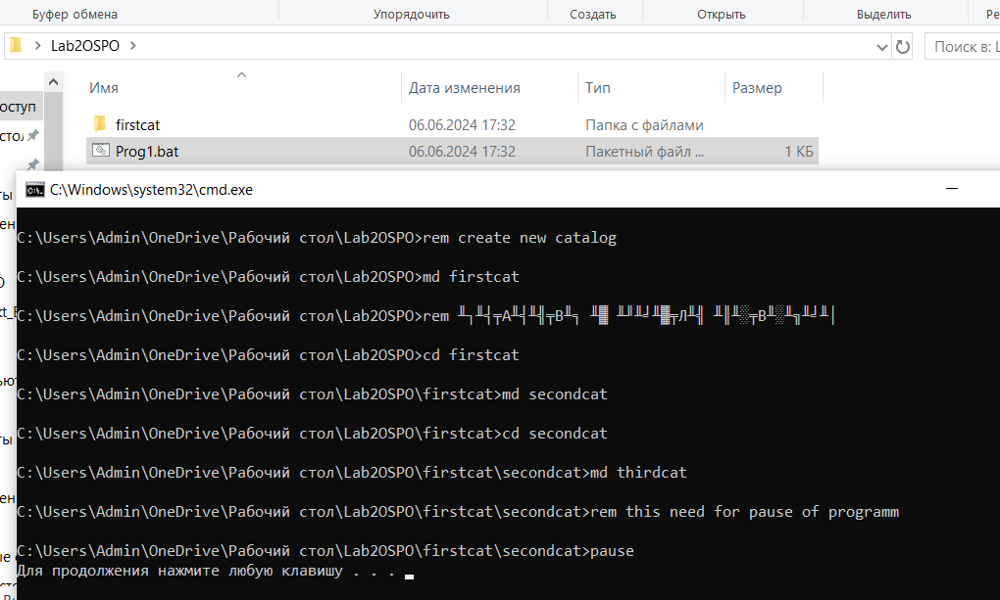 Буфер обмена Упорядочить Создать Открыть Выделить
Lab2OSPO Поиск в:
Имя Дата изменения Тип Размер
firstcat 06.06.2024 17:32 Папка с файлами
Prog1.bat 06.06.2024 17:32 Пакетный файл ... 1 КБ
C:\Windows\system32\cmd.exe
C:\Users\Admin\OneDrive\Рабочий стол\Lab2OSPO>rem create new catalog
C:\Users\Admin\OneDrive\Рабочий стол\Lab2OSPO>md firstcat
C:\Users\Admin\OneDrive\Рабочий стол\Lab2OSPO>rem
C:\Users\Admin\OneDrive\Рабочий стол\Lab2OSPO>cd firstcat
C:\Users\Admin\OneDrive\Рабочий стол\Lab2OSPO\firstcat>md secondcat
C:\Users\Admin\OneDrive\Рабочий стол\Lab2OSPO\firstcat>cd secondcat
C:\Users\Admin\OneDrive\Рабочий стол\Lab2OSPO\firstcat\secondcat>md thirdcat
C:\Users\Admin\OneDrive\Рабочий стол\Lab2OSPO\firstcat\secondcat>rem this need for pause of programm
C:\Users\Admin\OneDrive\Рабочий стол\Lab2OSPO\firstcat\secondcat>pause
Для продолжения нажмите любую клавишу . . .